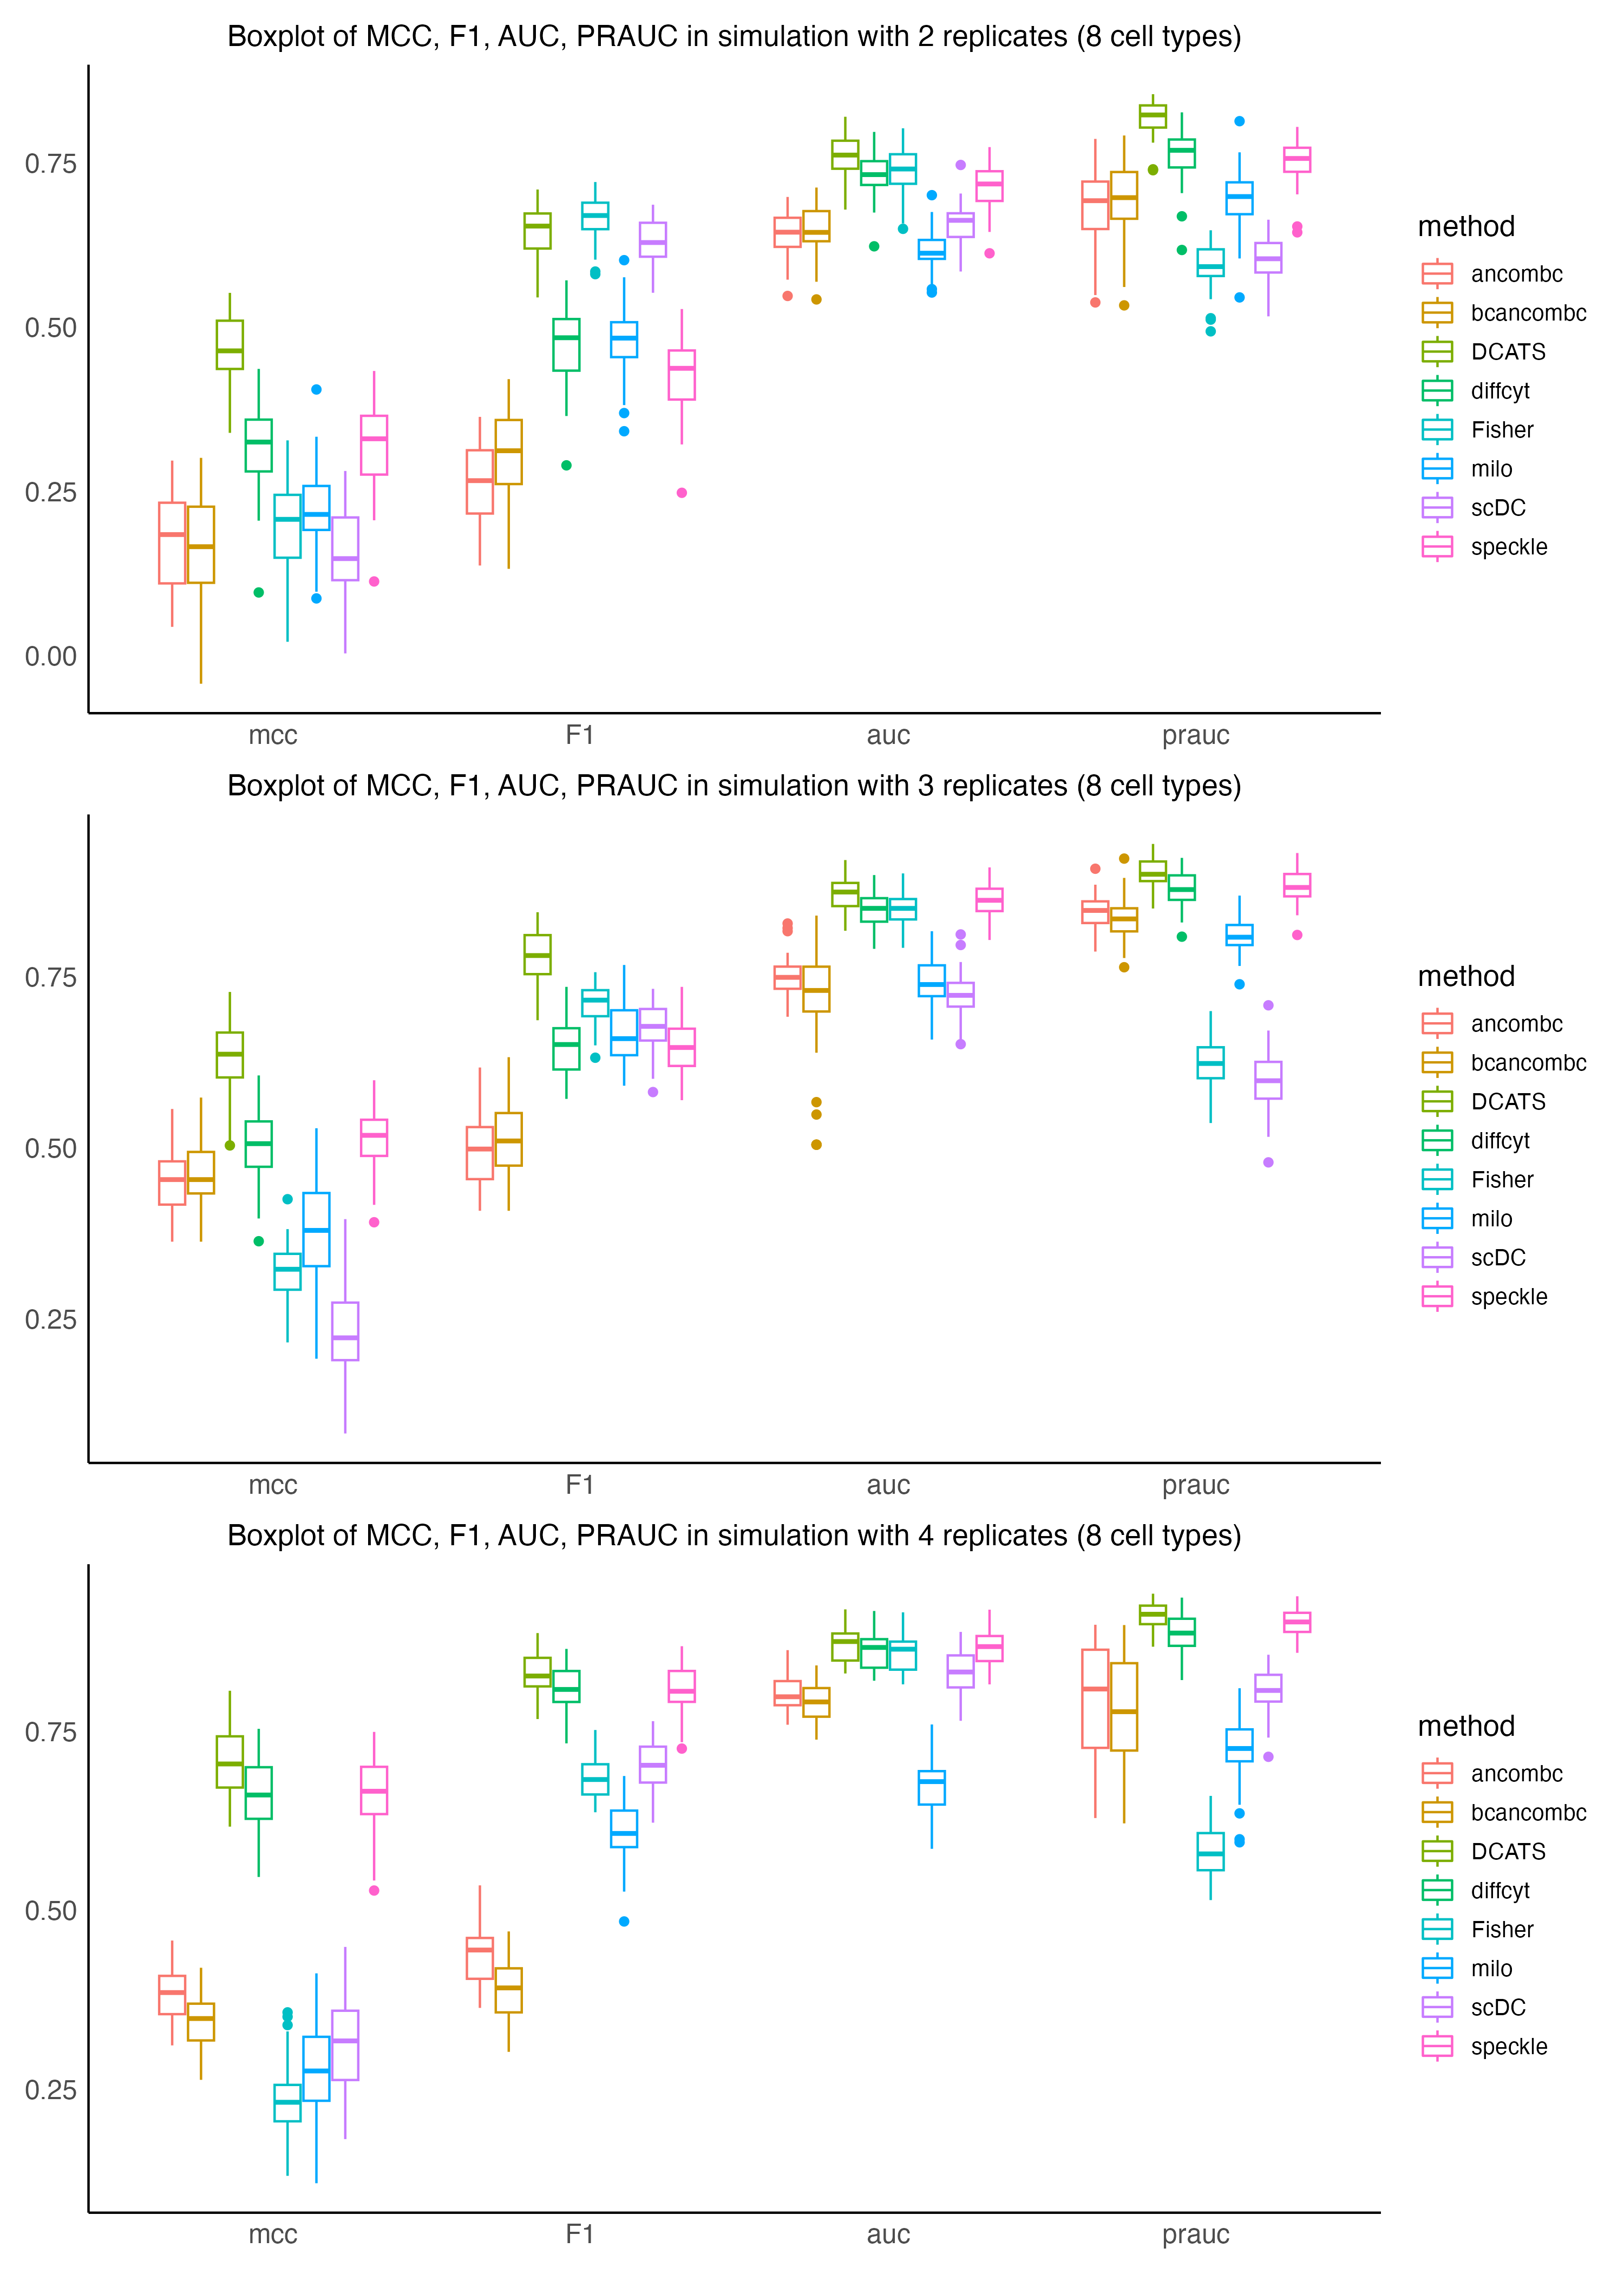 Boxplot of MCC, F1, AUC, PRAUC in simulation with 2 replicates (8 cell types)
0.75
0.50
0.25
0.00
mcc F1 auc prauc
method
ancombc
bcancombc
DCATS
diffcyt
Fisher
milo
scDC
speckle
Boxplot of MCC, F1, AUC, PRAUC in simulation with 3 replicates (8 cell types)
0.75
0.50
0.25
mcc F1 auc prauc
method
ancombc
bcancombc
DCATS
diffcyt
Fisher
milo
scDC
speckle
Boxplot of MCC, F1, AUC, PRAUC in simulation with 4 replicates (8 cell types)
0.75
0.50
0.25
mcc F1 auc prauc
method
ancombc
bcancombc
DCATS
diffcyt
Fisher
milo
scDC
speckle